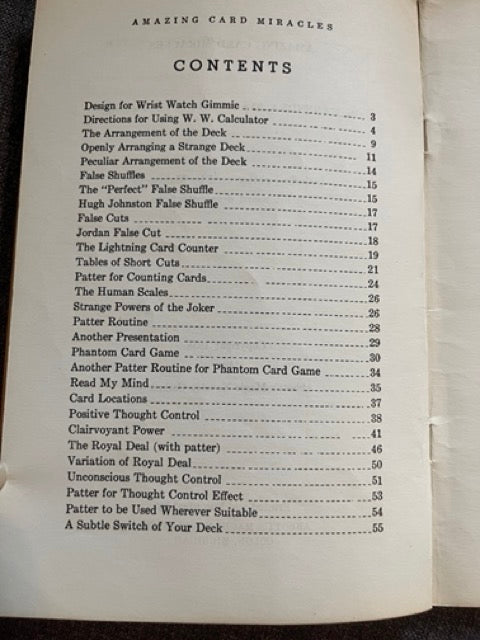 AMAZING CARD MIRACLES
CONTENTS
Design for Wrist Watch Gimmic 3
Directions for Using W. W. Calculator 4
The Arrangement of the Deck 9
Openly Arranging a Strange Deck 11
Peculiar Arrangement of the Deck 14
False Shuffles 15
The "Perfect" False Shuffle 15
Hugh Johnston False Shuffle 17
False Cuts 17
Jordan False Cut 18
The Lightning Card Counter 19
Tables of Short Cuts 21
Patter for Counting Cards 24
The Human Scales 26
Strange Powers of the Joker 26
Patter Routine 28
Another Presentation 29
Phantom Card Game 30
Another Patter Routine for Phantom Card Game 34
Read My Mind 35
Card Locations 37
Positive Thought Control 38
Clairvoyant Power 41
The Royal Deal (with patter) 46
Variation of Royal Deal 50
Unconscious Thought Control 51
Patter for Thought Control Effect 53
Patter to be Used Wherever Suitable 54
A Subtle Switch of Your Deck 55